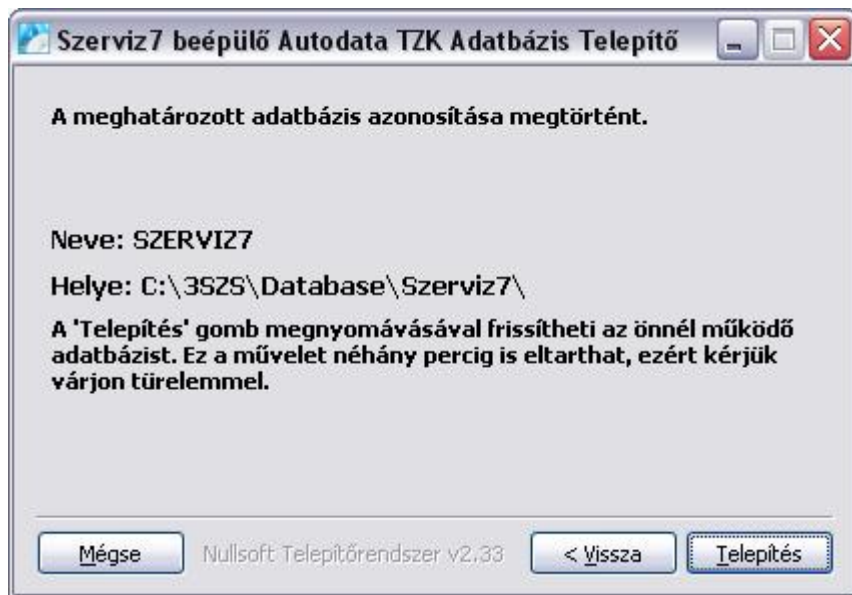 Szerviz7 beépülő Autodata TZK Adatbázis Telepítő
A meghatározott adatbázis azonosítása megtörtént.
Neve: SZERVIZ7
Helye: C:\3SZS\Database\Szerviz7\
A 'Telepítés' gomb megnyomávásával frissítheti az önnél működő
adatbázist. Ez a művelet néhány percig is eltarthat, ezért kérjük
várjon türelemmel.
Mégse Nullsoft Telepítőrendszer v2.33 < Vissza Telepítés